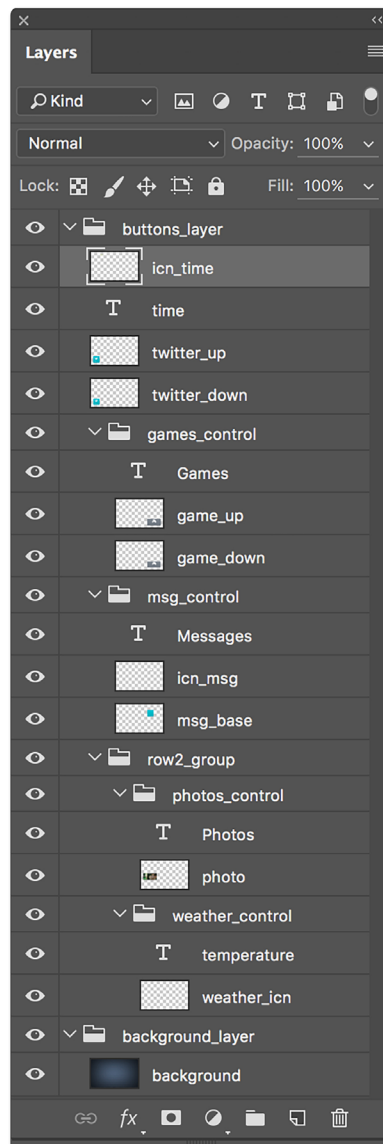 Layers
Kind
Normal
Opacity: 100%
Lock:
Fill: 100%
buttons_layer
icn_time
time
twitter_up
twitter_down
games_control
Games
game_up
game_down
msg_control
Messages
icn_msg
msg_base
row2_group
photos_control
Photos
photo
weather_control
temperature
weather_icn
background_layer
background
fx